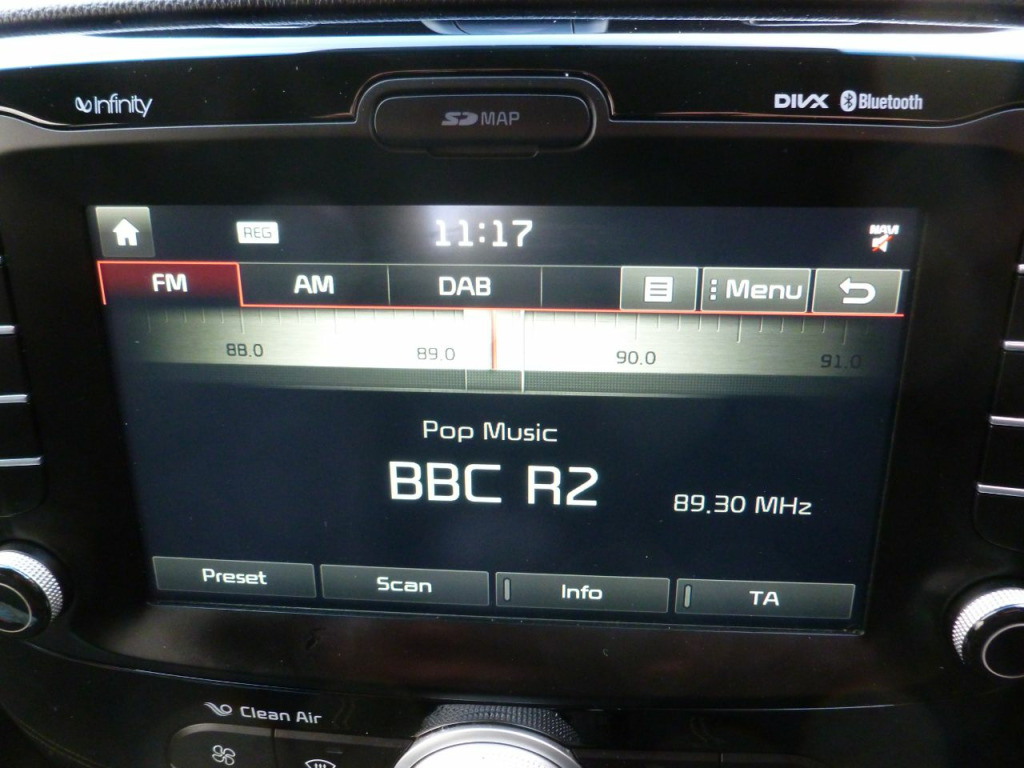 Infinity
SD MAP
DIVX Bluetooth
REG
11:17
NAVI
FM AM DAB Menu
88.0 89.0 90.0 91.0
Pop Music
BBC R2
89.30 MHz
Preset Scan Info TA
Clean Air